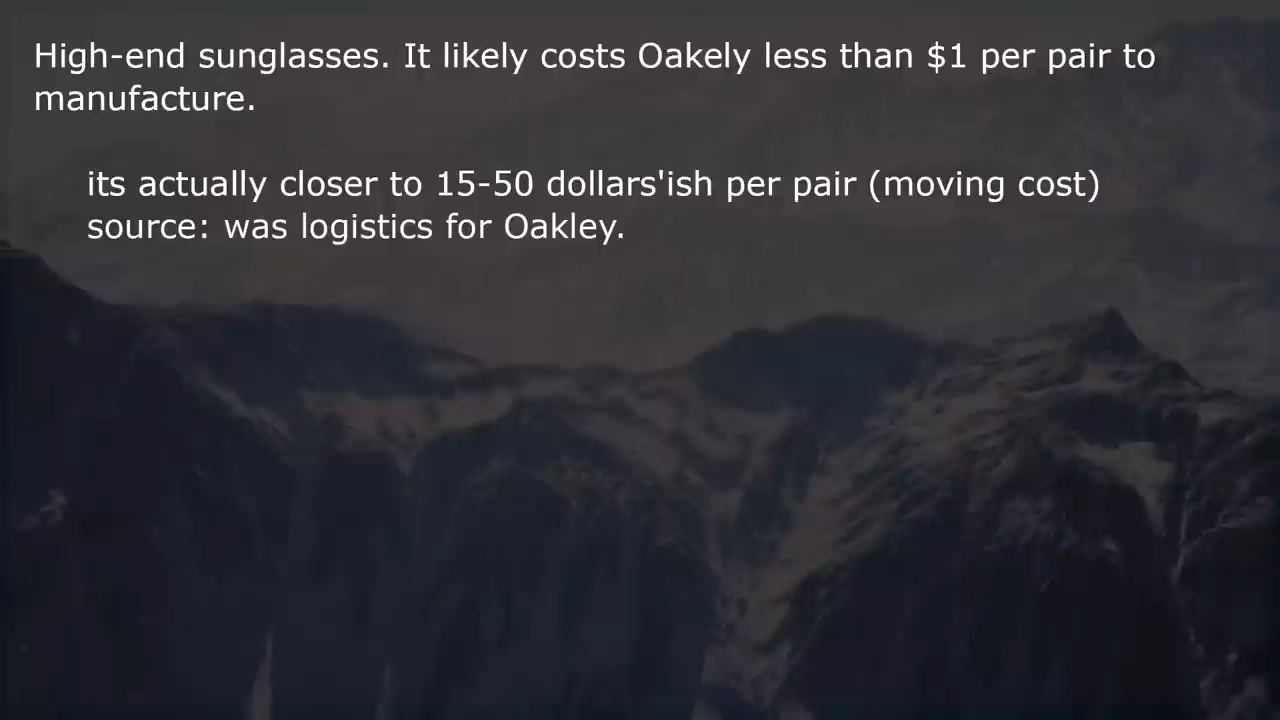 High-end sunglasses. It likely costs Oakely less than $1 per pair to
manufacture.
its actually closer to 15-50 dollars'ish per pair (moving cost)
source: was logistics for Oakley.